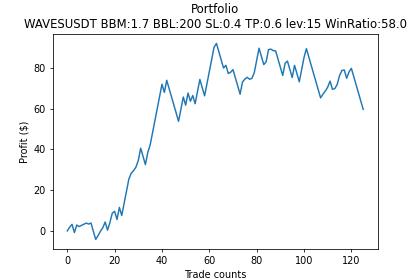 Portfolio
WAVESUSDT BBM:1.7 BBL:200 SL:0.4 TP:0.6 lev:15 WinRatio:58.0
Profit ($)
80
60
40
20
0
0 20 40 60 80 100 120
Trade counts